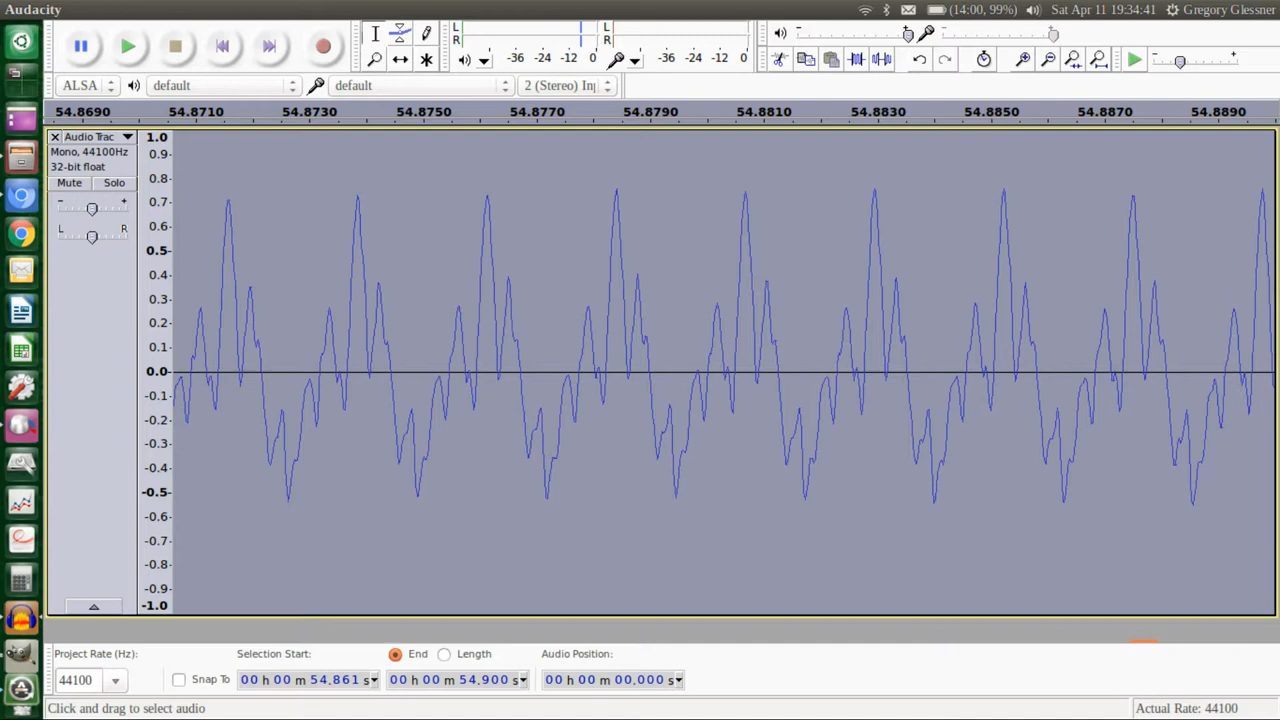 Audacity
(14:00, 99%)
Sat Apr 11 19:34:41
Gregory Glessner
L
R
-36 -24 -12 0
L
R
-36 -24 -12
- +
ALSA
default
default
2 (Stereo) In
54.8690 54.8710 54.8730 54.8750 54.8770 54.8790 54.8810 54.8830 54.8850 54.8870 54.8890
Audio Trac
Mono, 44100Hz
32-bit float
Mute Solo
- +
L R
1.0
0.9
0.8
0.7
0.6
0.5
0.4
0.3
0.2
0.1
0.0
-0.1
-0.2
-0.3
-0.4
-0.5
-0.6
-0.7
-0.8
-0.9
-1.0
Project Rate (Hz):
Selection Start:
End
Length
Audio Position:
44100
Snap To
00 h 00 m 54.861 s
00 h 00 m 54.900 s
00 h 00 m 00.000 s
Click and drag to select audio
Actual Rate: 44100